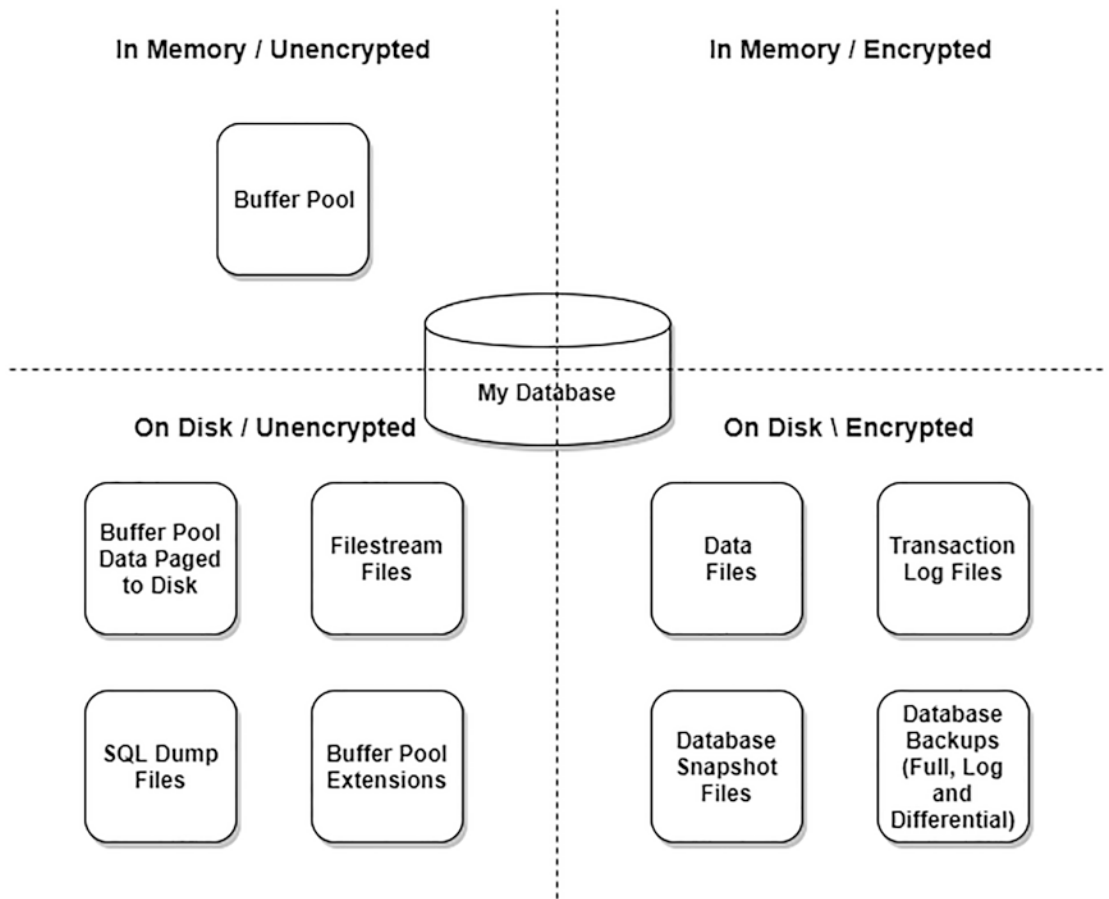 In Memory / Unencrypted
In Memory / Encrypted
Buffer Pool
My Database
On Disk / Unencrypted
On Disk \ Encrypted
Buffer Pool
Data Paged
to Disk
Filestream
Files
Data
Files
Transaction
Log Files
SQL Dump
Files
Buffer Pool
Extensions
Database
Snapshot
Files
Database
Backups
(Full, Log
and
Differential)